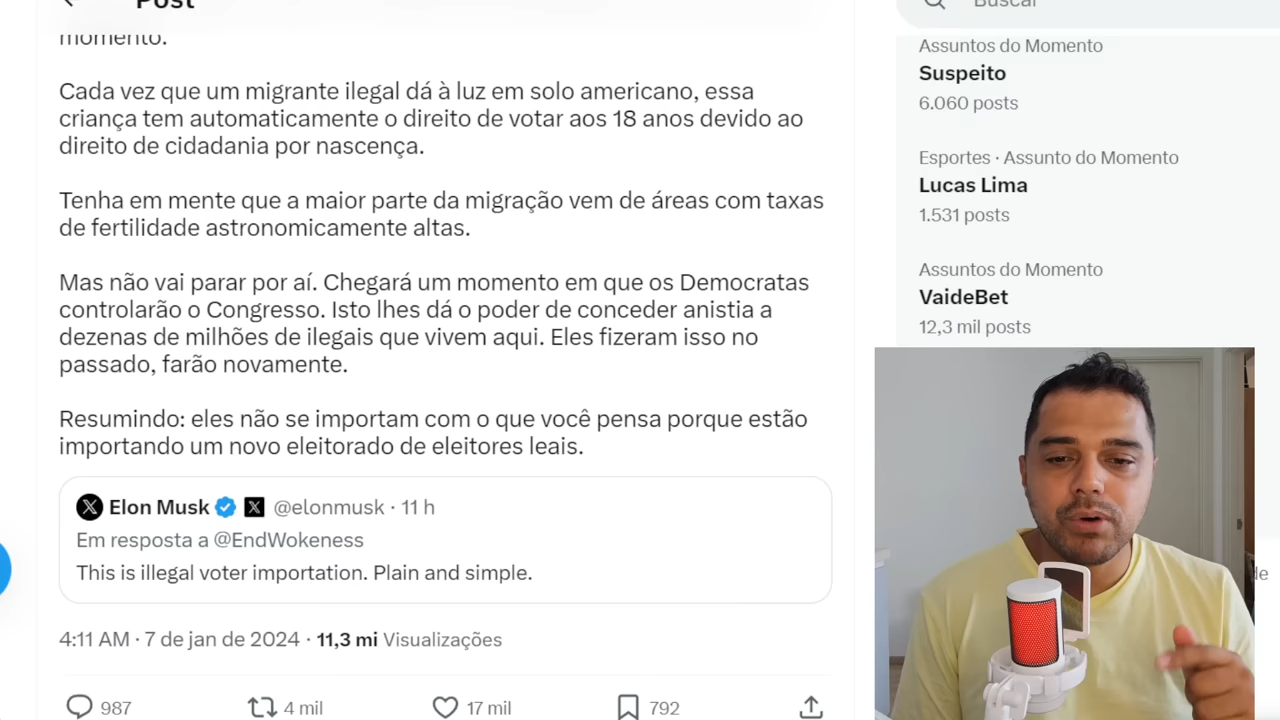 Post
momento.
Cada vez que um migrante ilegal dá à luz em solo americano, essa
criança tem automaticamente o direito de votar aos 18 anos devido ao
direito de cidadania por nascença.
Tenha em mente que a maior parte da migração vem de áreas com taxas
de fertilidade astronomicamente altas.
Mas não vai parar por aí. Chegará um momento em que os Democratas
controlarão o Congresso. Isto lhes dá o poder de conceder anistia a
dezenas de milhões de ilegais que vivem aqui. Eles fizeram isso no
passado, farão novamente.
Resumindo: eles não se importam com o que você pensa porque estão
importando um novo eleitorado de eleitores leais.
Elon Musk @elonmusk · 11 h
Em resposta a @EndWokeness
This is illegal voter importation. Plain and simple.
4:11 AM · 7 de jan de 2024 · 11,3 mi Visualizações
987 4 mil 17 mil 792
Buscar
Assuntos do Momento
Suspeito
6.060 posts
Esportes · Assunto do Momento
Lucas Lima
1.531 posts
Assuntos do Momento
VaideBet
12,3 mil posts
de